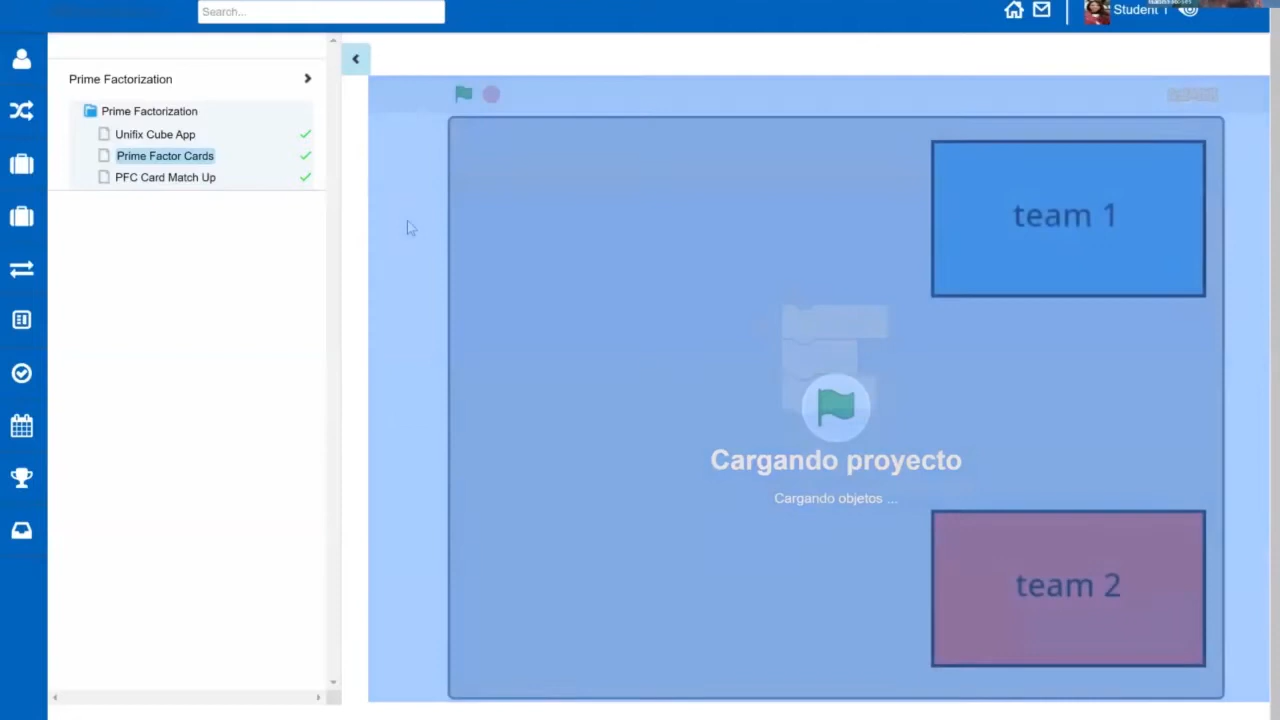 Search...
Student 1
Prime Factorization
Prime Factorization
Unifix Cube App
Prime Factor Cards
PFC Card Match Up
team 1
Cargando proyecto
Cargando objetos ...
team 2